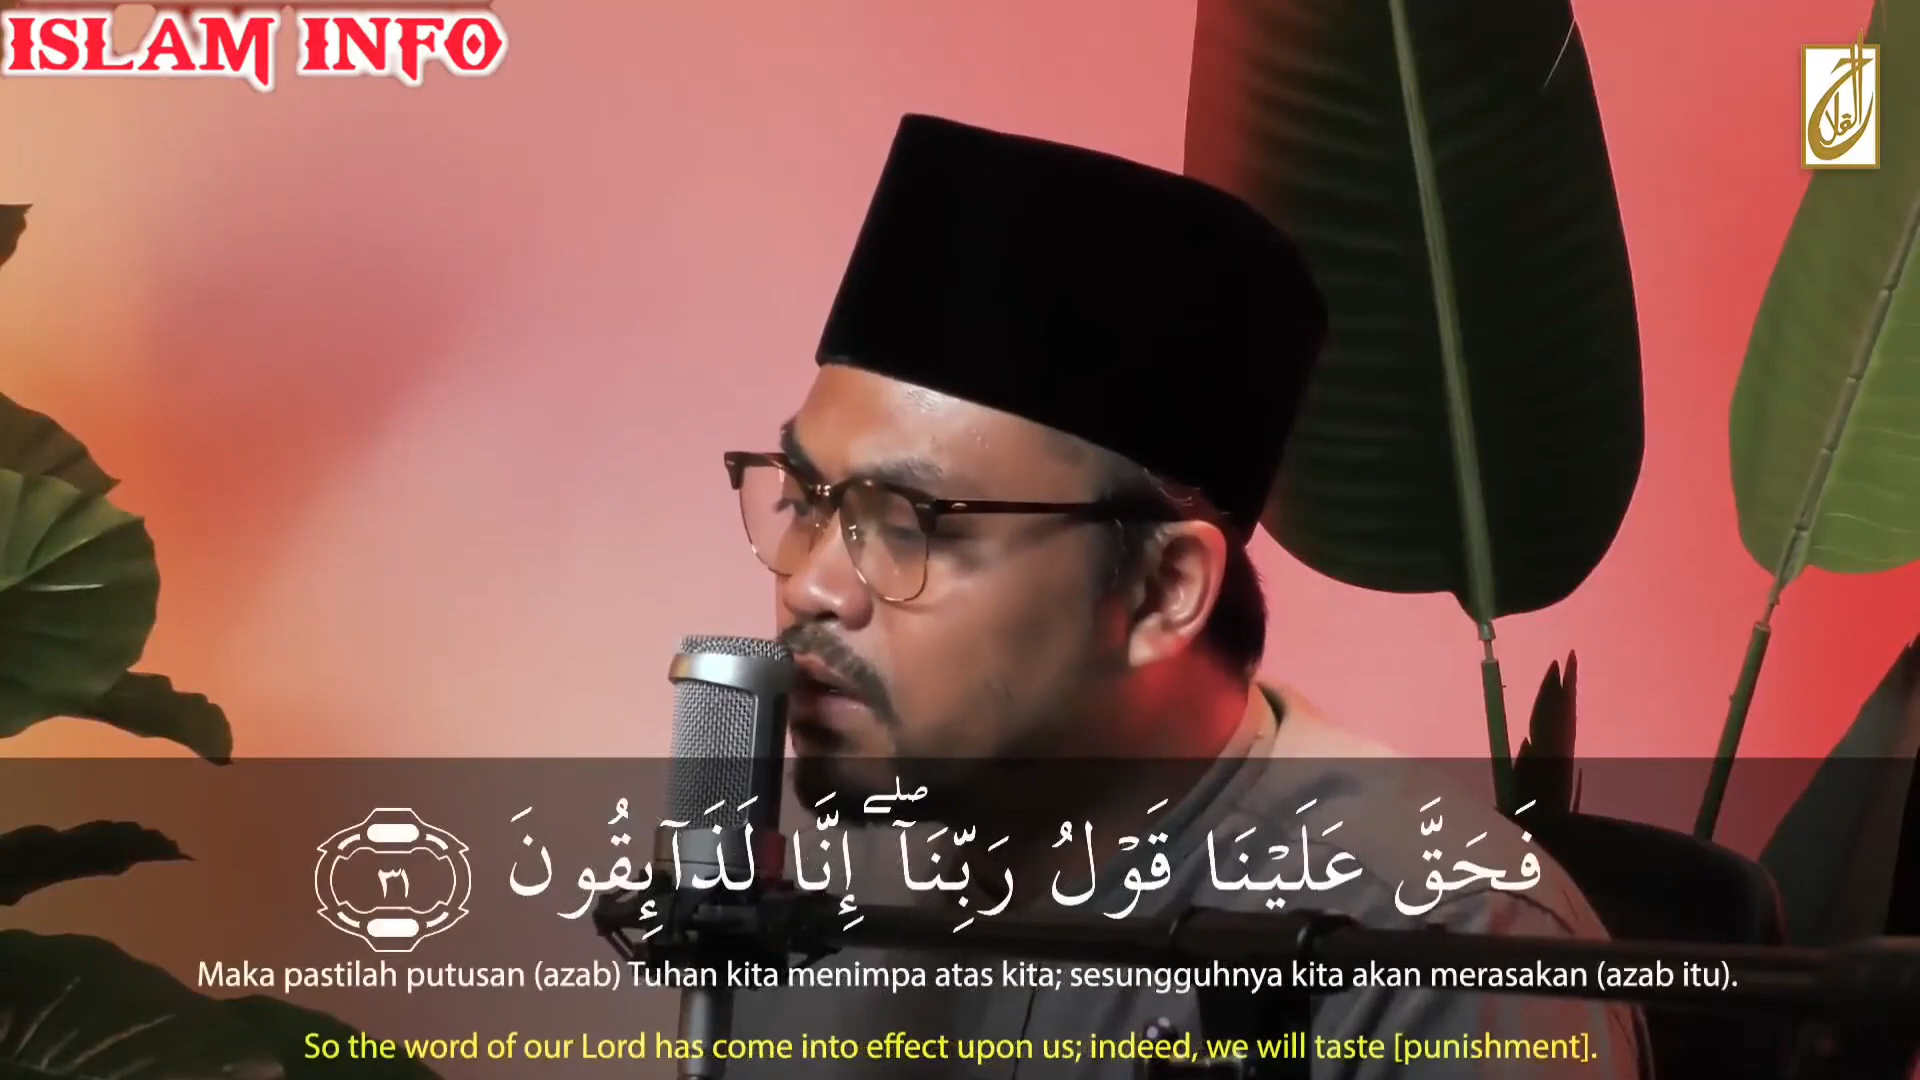 ISLAM INFO
القلاح
فَحَقَّ عَلَيْنَا قَوْلُ رَبِّنَآ ۖ إِنَّا لَذَآئِقُونَ ٣١
Maka pastilah putusan (azab) Tuhan kita menimpa atas kita; sesungguhnya kita akan merasakan (azab itu).
So the word of our Lord has come into effect upon us; indeed, we will taste [punishment].